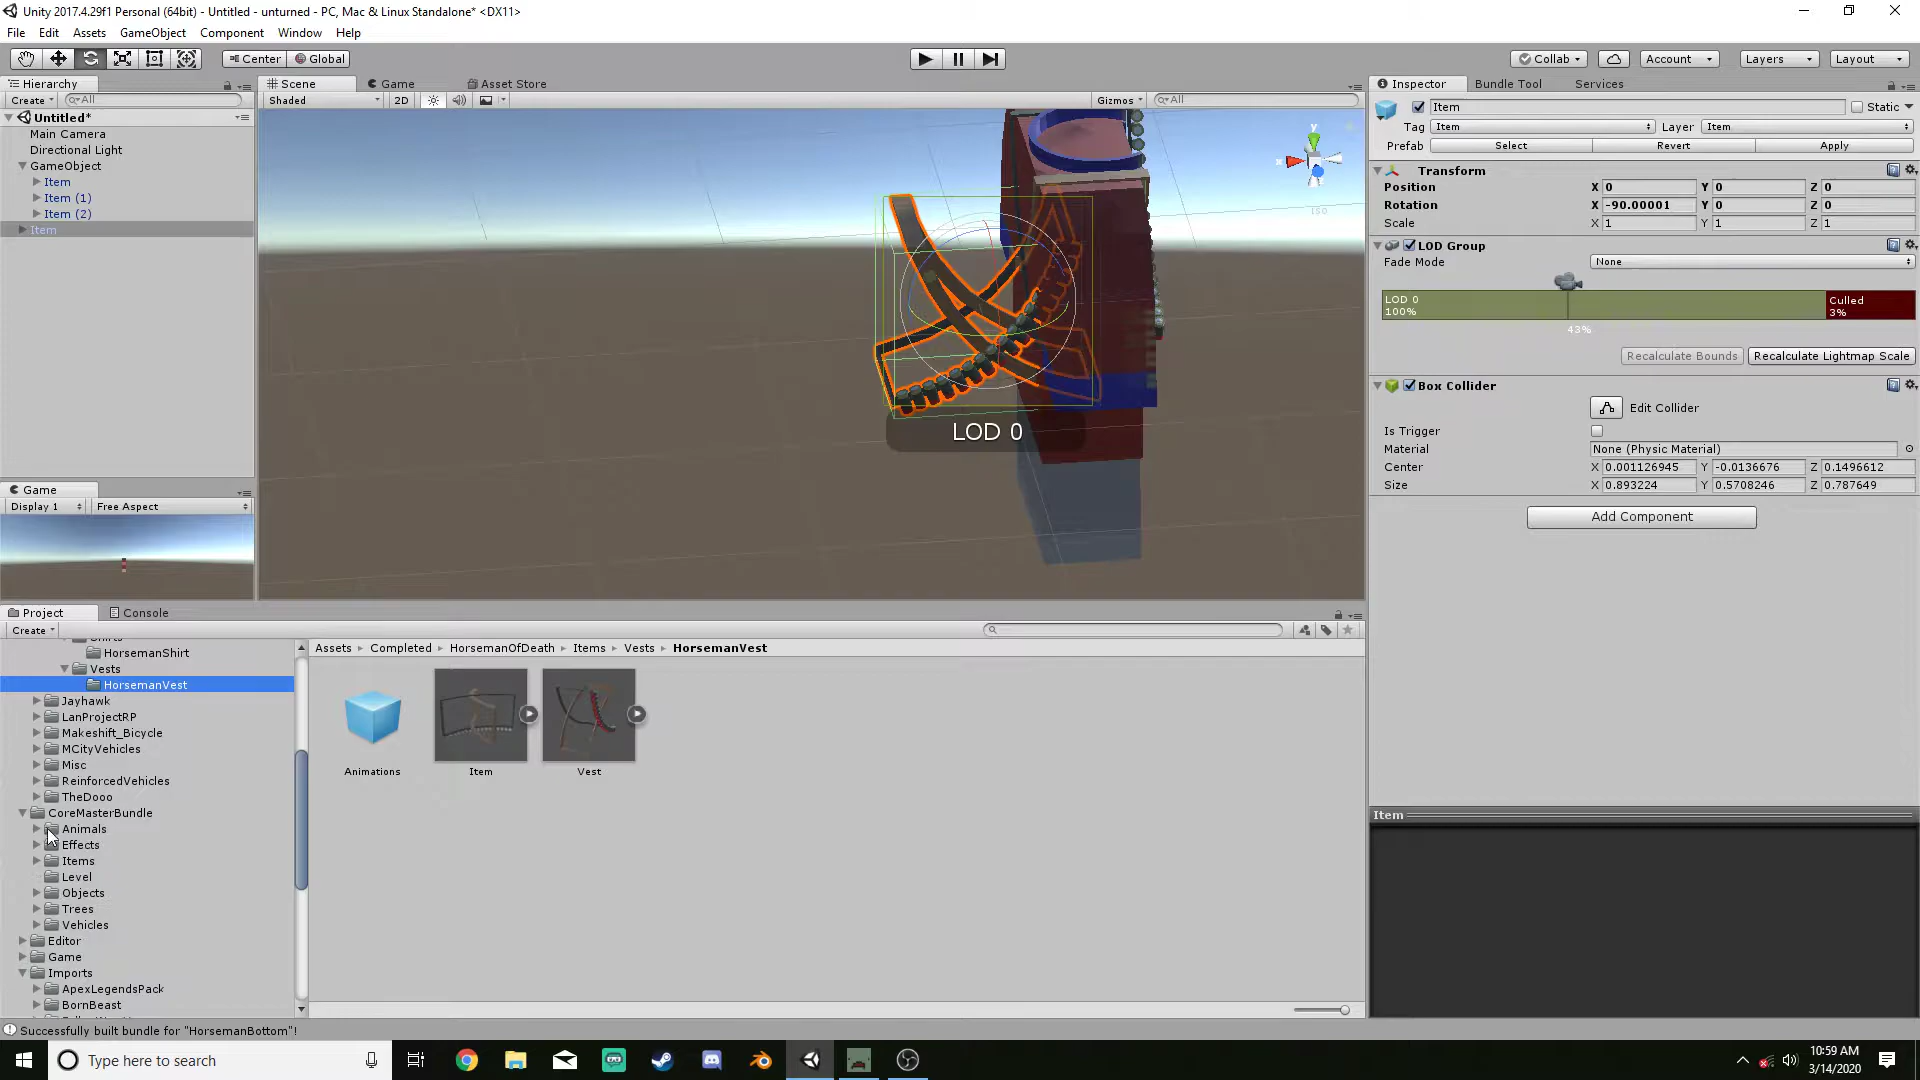 Unity 2017.4.29f1 Personal (64bit) - Untitled - unturned - PC, Mac & Linux Standalone* <DX11>
File Edit Assets GameObject Component Window Help
Center Global Collab Account Layers Layout
Hierarchy Scene Game Asset Store Inspector Bundle Tool Services
Create All Shaded 2D Gizmos All Item Static
Untitled*
Tag Item Layer Item
Main Camera
Prefab Select Revert Apply
Directional Light
GameObject
Transform
Item
Position X 0 Y 0 Z 0
Item (1)
Rotation X -90.00001 Y 0 Z 0
Item (2)
Scale X 1 Y 1 Z 1
Item
y
x
Iso
LOD Group
Fade Mode None
LOD 0
100%
Culled
3%
43%
Recalculate Bounds Recalculate Lightmap Scale
Box Collider
Edit Collider
Is Trigger
Material None (Physic Material)
Center X 0.001126945 Y -0.0136676 Z 0.1496612
Size X 0.893224 Y 0.5708246 Z 0.787649
Add Component
LOD 0
Game
Display 1 Free Aspect
Project Console
Create
Shirts
HorsemanShirt
Vests
HorsemanVest
Jayhawk
LanProjectRP
Makeshift_Bicycle
MCityVehicles
Misc
ReinforcedVehicles
TheDooo
CoreMasterBundle
Animals
Effects
Items
Level
Objects
Trees
Vehicles
Editor
Game
Imports
ApexLegendsPack
BornBeast
Assets Completed HorsemanOfDeath Items Vests HorsemanVest
Animations Item Vest
Item
Successfully built bundle for "HorsemanBottom"!
Type here to search
10:59 AM
3/14/2020